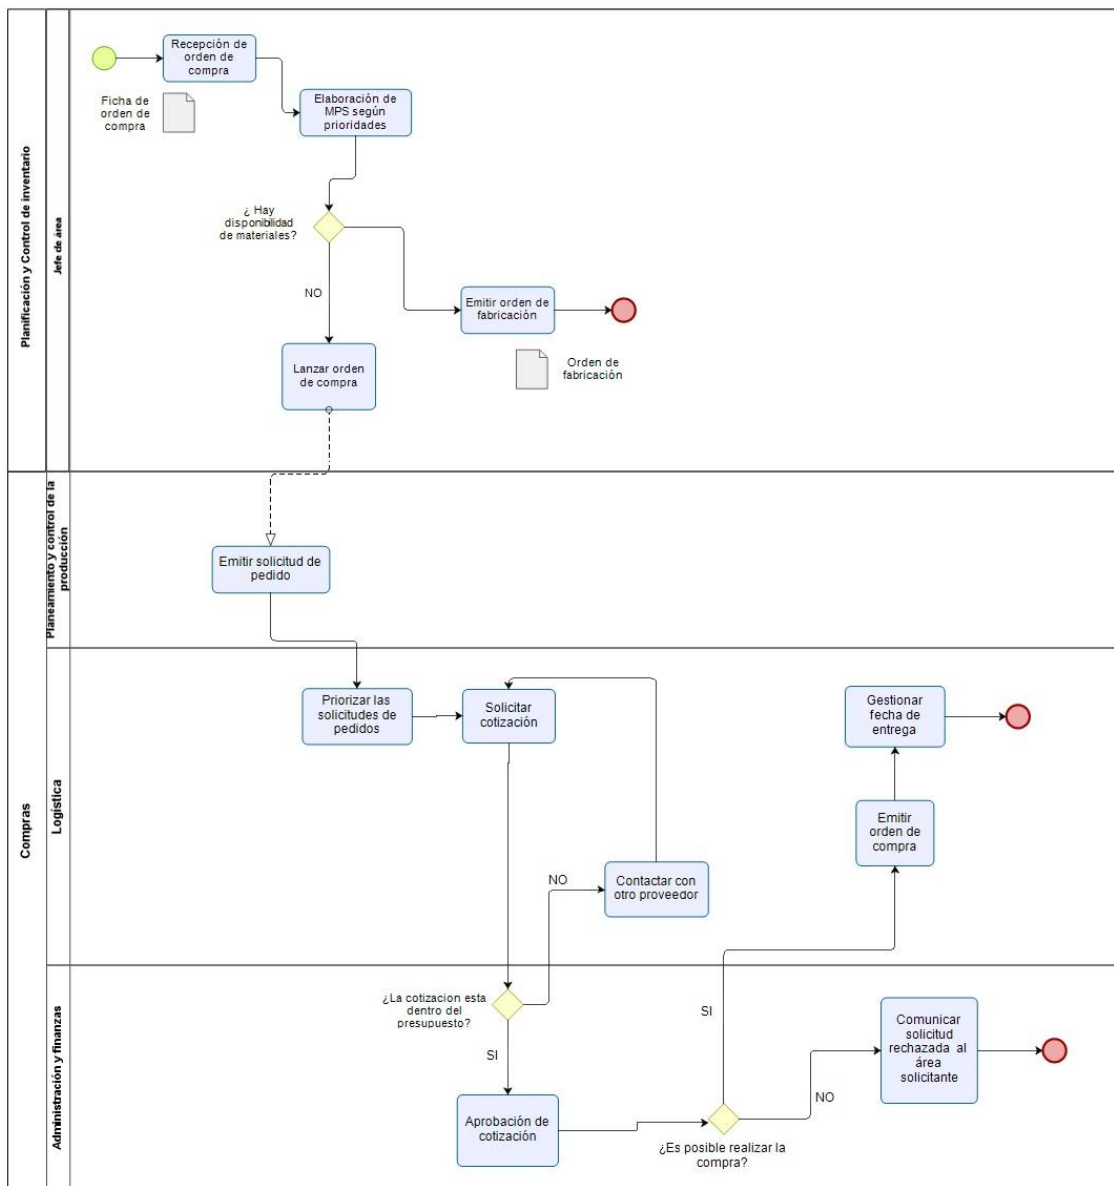 Planificación y Control de inventario
Jefe de área
Recepción de
orden de
compra
Ficha de
orden de
compra
Elaboración de
MPS según
prioridades
¿ Hay
disponibilidad
de materiales?
NO
Emitir orden de
fabricación
Orden de
fabricación
Lanzar orden
de compra
Compras
Planeamiento y control de la
producción
Emitir solicitud de
pedido
Logística
Priorizar las
solicitudes de
pedidos
Solicitar
cotización
Gestionar
fecha de
entrega
Emitir
orden de
compra
NO
Contactar con
otro proveedor
Administración y finanzas
¿La cotizacion esta
dentro del
presupuesto?
SI
Aprobación de
cotización
SI
¿Es posible realizar la
compra?
NO
Comunicar
solicitud
rechazada al
área
solicitante